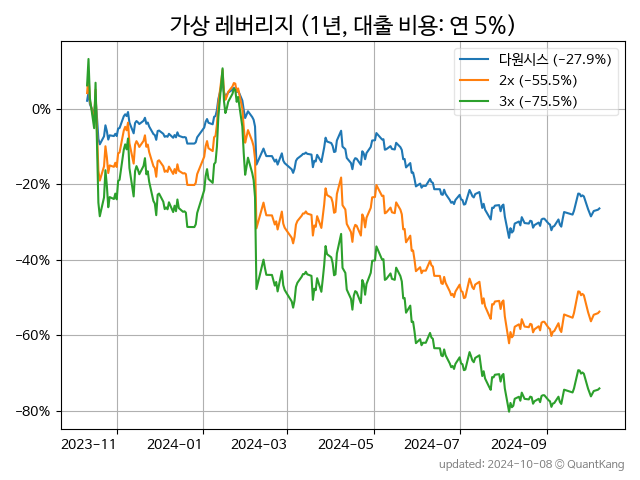 가상 레버리지 (1년, 대출 비용: 연 5%)
다원시스 (-27.9%)
2x (-55.5%)
3x (-75.5%)
0%
-20%
-40%
-60%
-80%
2023-11 2024-01 2024-03 2024-05 2024-07 2024-09
updated: 2024-10-08 © QuantKang